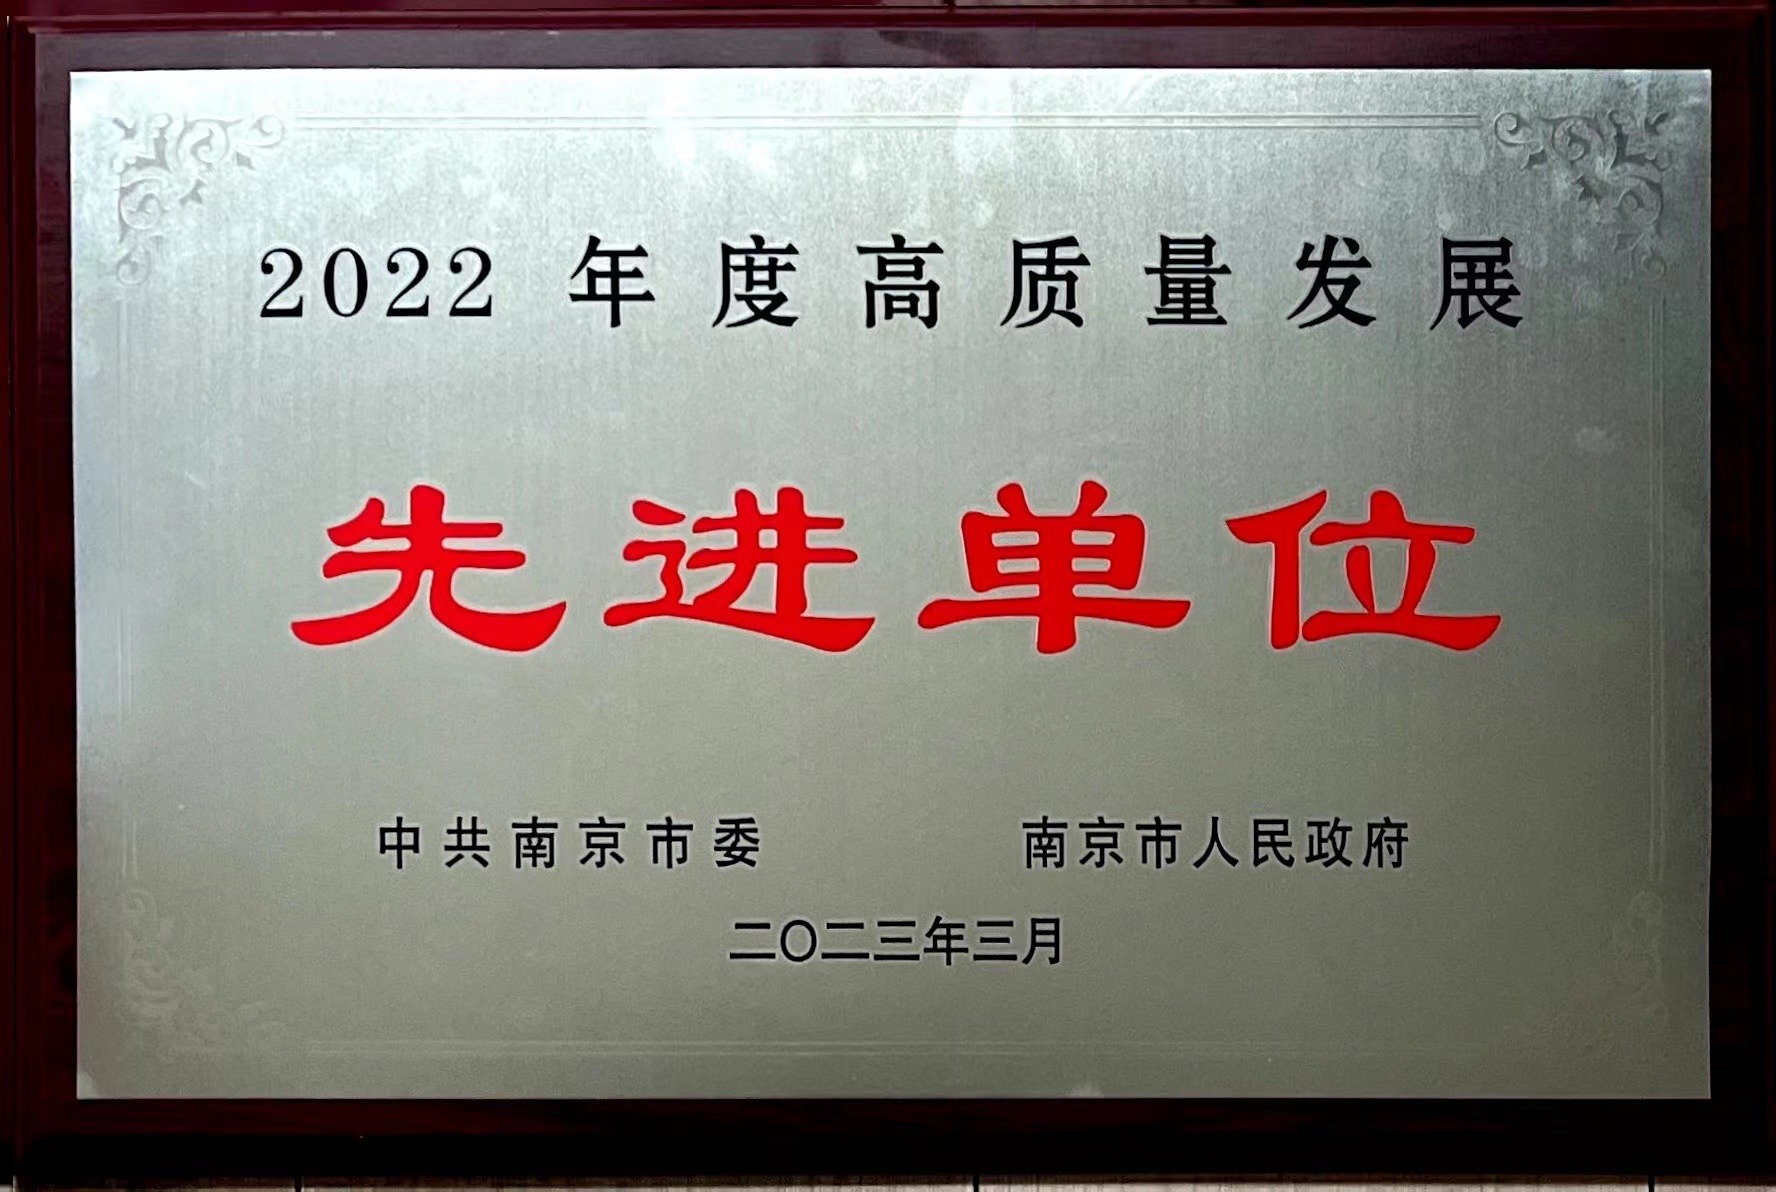 2022 年度高质量发展
先进单位
中共南京市委 南京市人民政府
二〇二三年三月